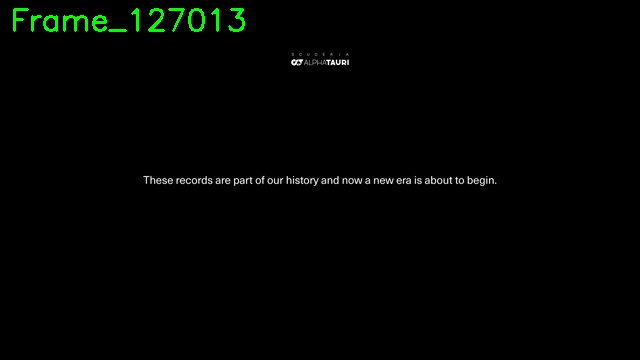 Frame_127013
SCUDERIA
ALPHATAURI
These records are part of our history and now a new era is about to begin.